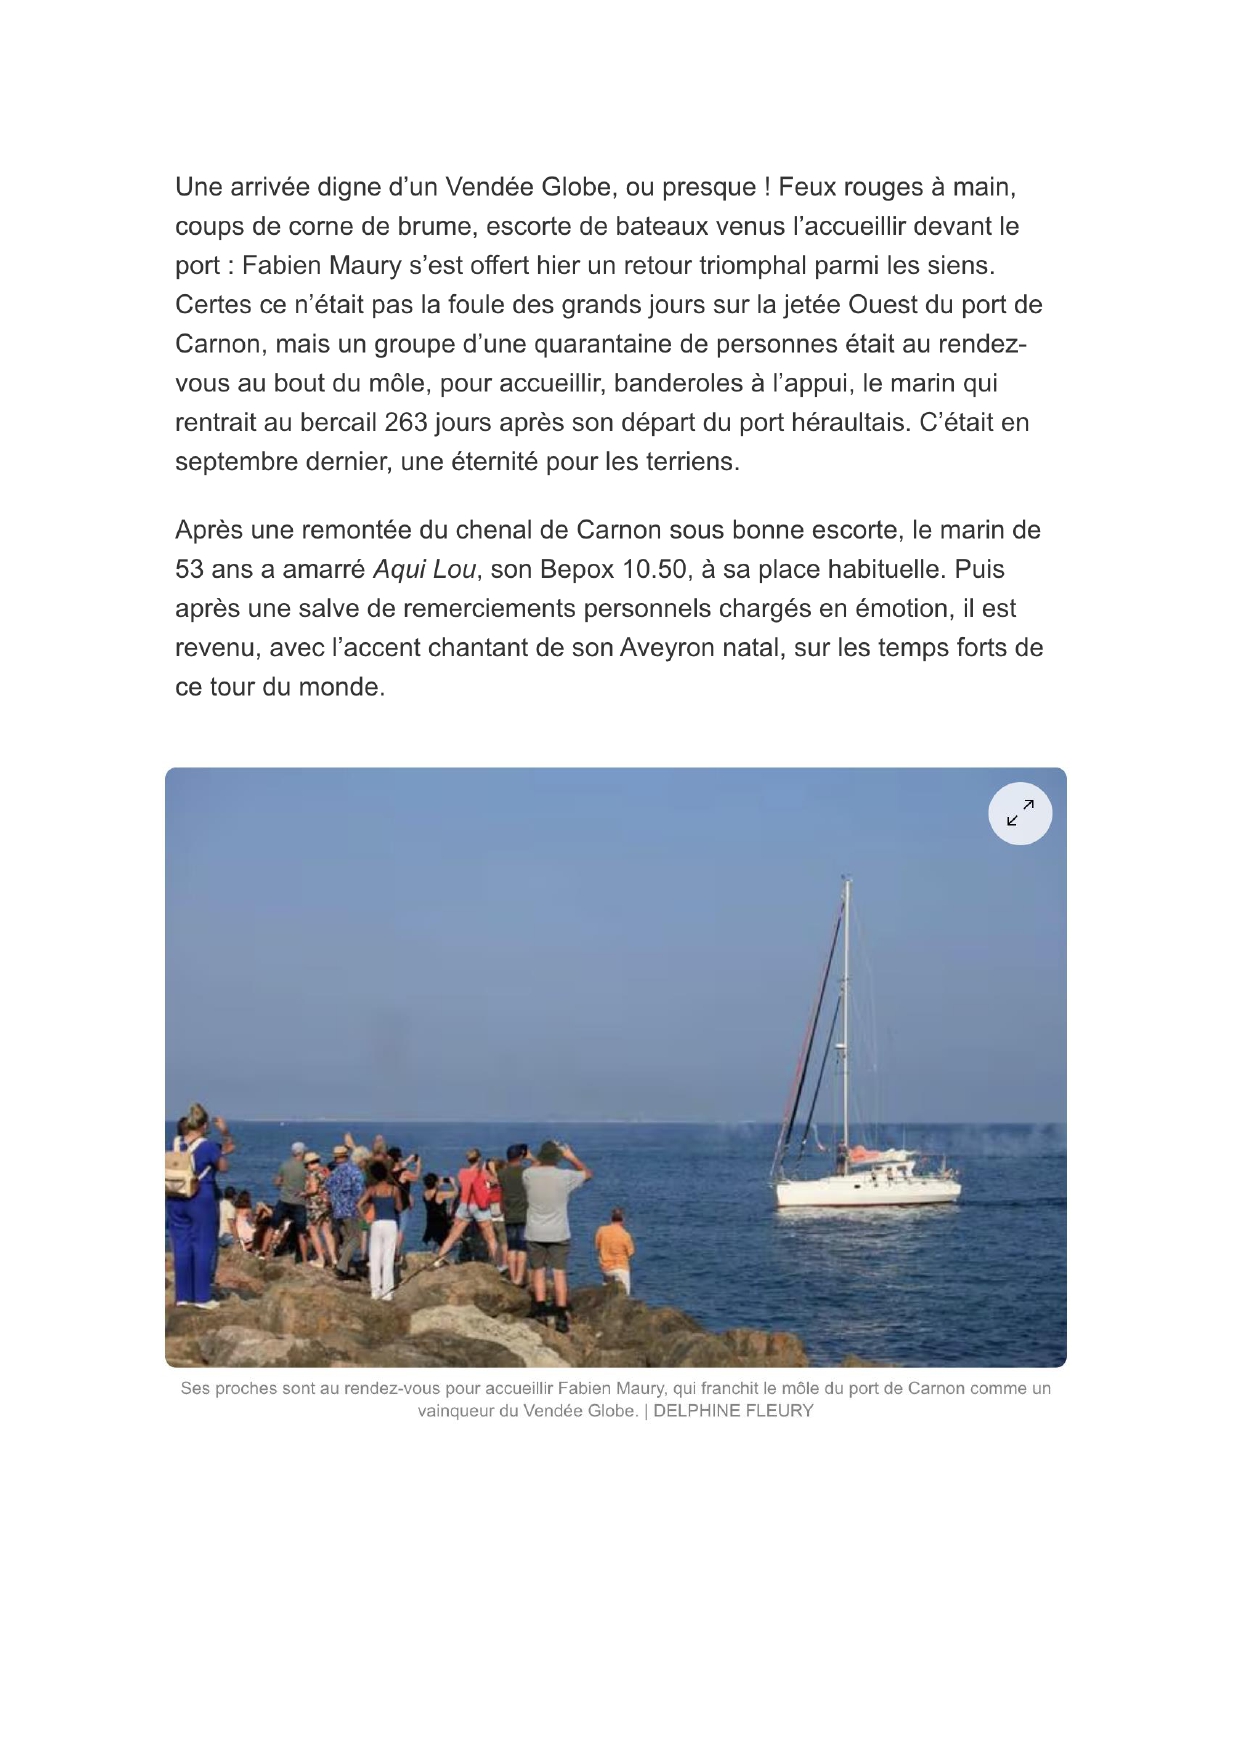 Une arrivée digne d’un Vendée Globe, ou presque ! Feux rouges à main,
coups de corne de brume, escorte de bateaux venus l’accueillir devant le
port : Fabien Maury s’est offert hier un retour triomphal parmi les siens.
Certes ce n’était pas la foule des grands jours sur la jetée Ouest du port de
Carnon, mais un groupe d’une quarantaine de personnes était au rendez-
vous au bout du môle, pour accueillir, banderoles à l’appui, le marin qui
rentrait au bercail 263 jours après son départ du port héraultais. C’était en
septembre dernier, une éternité pour les terriens.
Après une remontée du chenal de Carnon sous bonne escorte, le marin de
53 ans a amarré Aqui Lou, son Bepox 10.50, à sa place habituelle. Puis
après une salve de remerciements personnels chargés en émotion, il est
revenu, avec l’accent chantant de son Aveyron natal, sur les temps forts de
ce tour du monde.
Ses proches sont au rendez-vous pour accueillir Fabien Maury, qui franchit le môle du port de Carnon comme un
vainqueur du Vendée Globe. | DELPHINE FLEURY